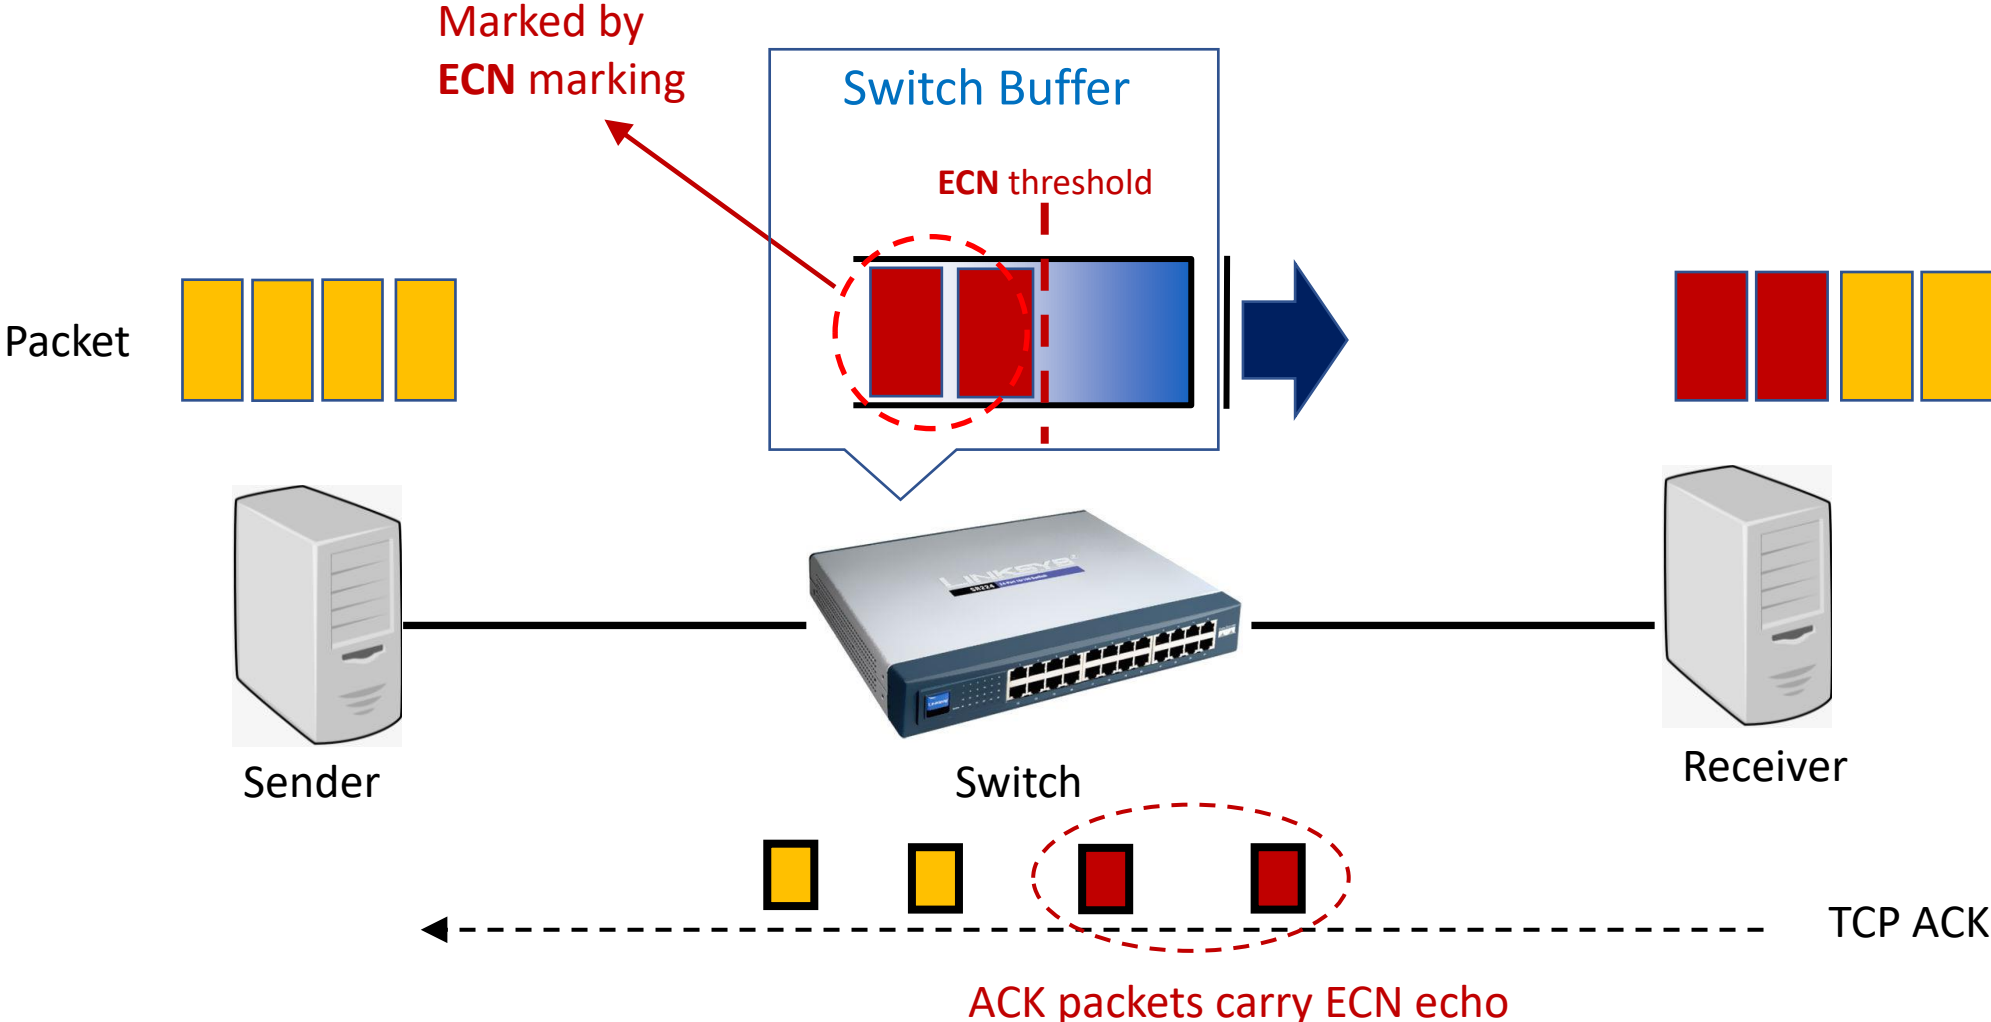 Marked by
ECN marking
Switch Buffer
ECN threshold
Packet
LINKSYS
SR224
Sender
Switch
Receiver
TCP ACK
ACK packets carry ECN echo